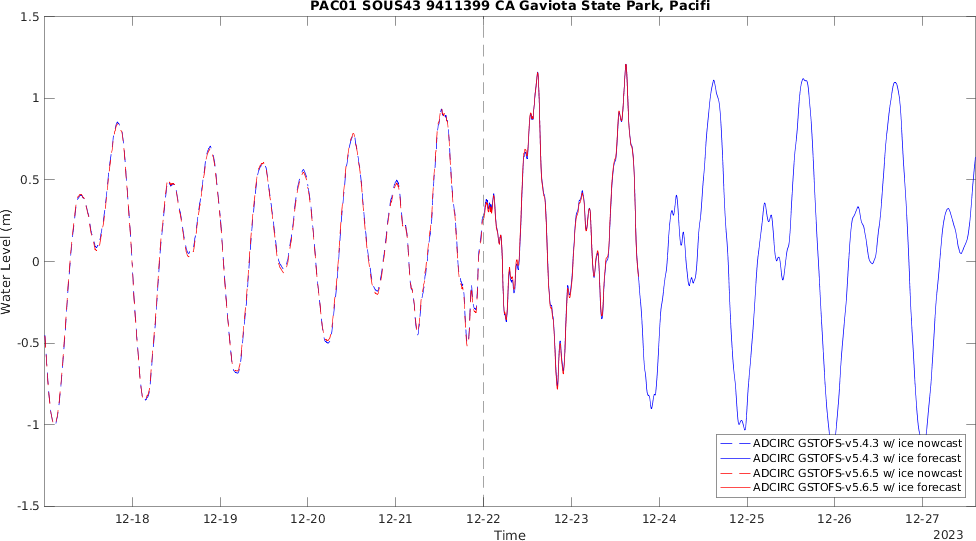 PAC01 SOUS43 9411399 CA Gaviota State Park, Pacifi
1.5
1
0.5
0
-0.5
-1
-1.5
Water Level (m)
12-18
12-19
12-20
12-21
12-22
12-23
12-24
12-25
12-26
12-27
Time
2023
ADCIRC GSTOFS-v5.4.3 w/ ice nowcast
ADCIRC GSTOFS-v5.4.3 w/ ice forecast
ADCIRC GSTOFS-v5.6.5 w/ ice nowcast
ADCIRC GSTOFS-v5.6.5 w/ ice forecast